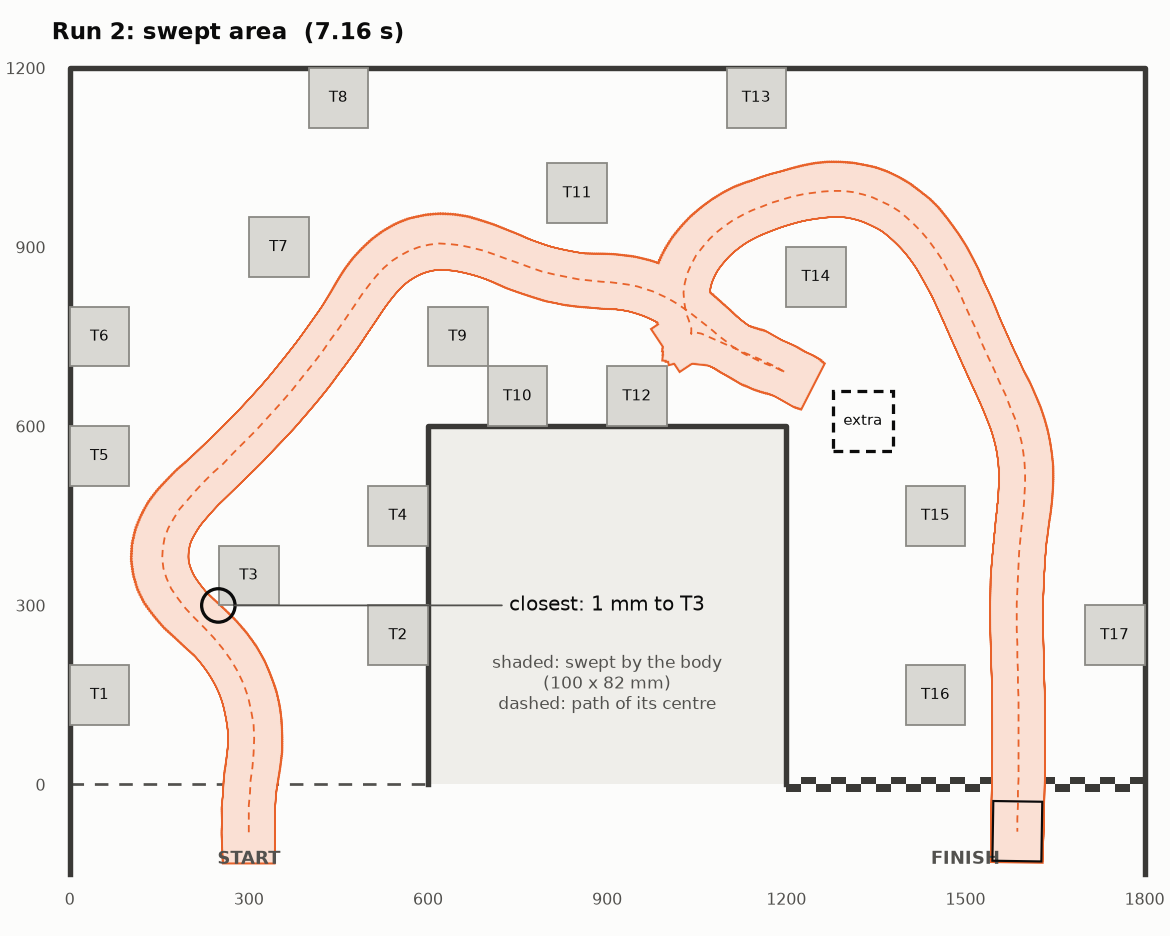 Run 2: swept area (7.16 s)
1200
T8
T13
T11
T7
900
T14
T6
T9
T10
T12
600
extra
T5
T4
T15
T3
300
closest: 1 mm to T3
T2
T17
shaded: swept by the body
(100 x 82 mm)
dashed: path of its centre
T1
T16
0
START
FINISH
0
300
600
900
1200
1500
1800